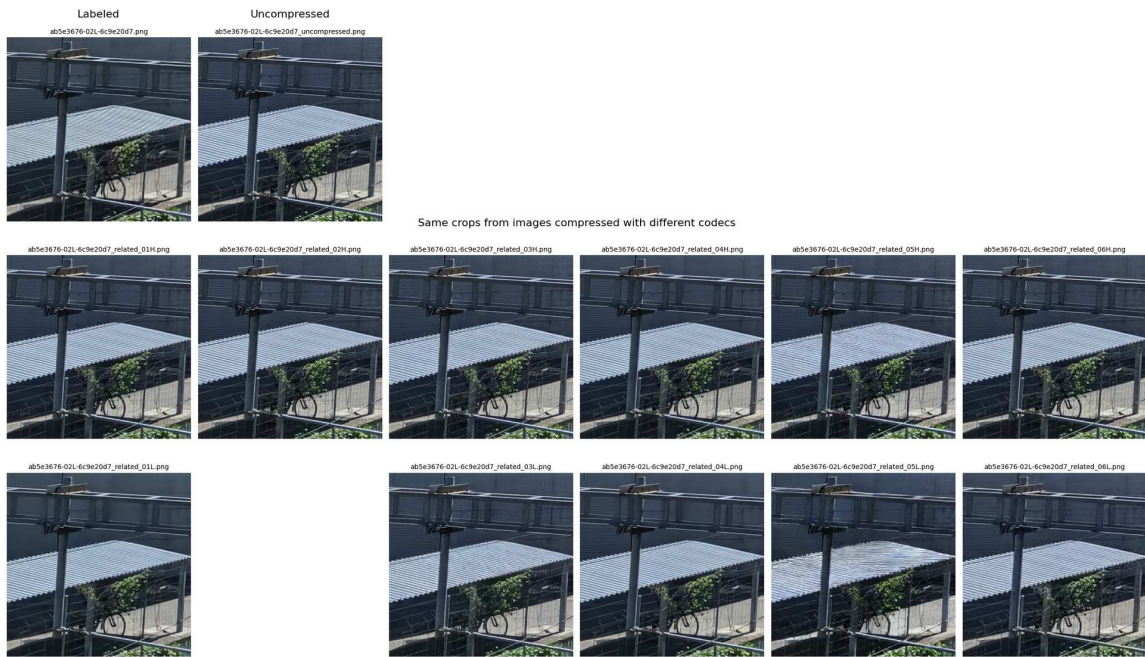 Labeled
Uncompressed
ab5e3676-02L-6c9e20d7.png
ab5e3676-02L-6c9e20d7_uncompressed.png
Same crops from images compressed with different codecs
ab5e3676-02L-6c9e20d7_related_01H.png
ab5e3676-02L-6c9e20d7_related_02H.png
ab5e3676-02L-6c9e20d7_related_03H.png
ab5e3676-02L-6c9e20d7_related_04H.png
ab5e3676-02L-6c9e20d7_related_05H.png
ab5e3676-02L-6c9e20d7_related_06H.png
ab5e3676-02L-6c9e20d7_related_01L.png
ab5e3676-02L-6c9e20d7_related_03L.png
ab5e3676-02L-6c9e20d7_related_04L.png
ab5e3676-02L-6c9e20d7_related_05L.png
ab5e3676-02L-6c9e20d7_related_06L.png